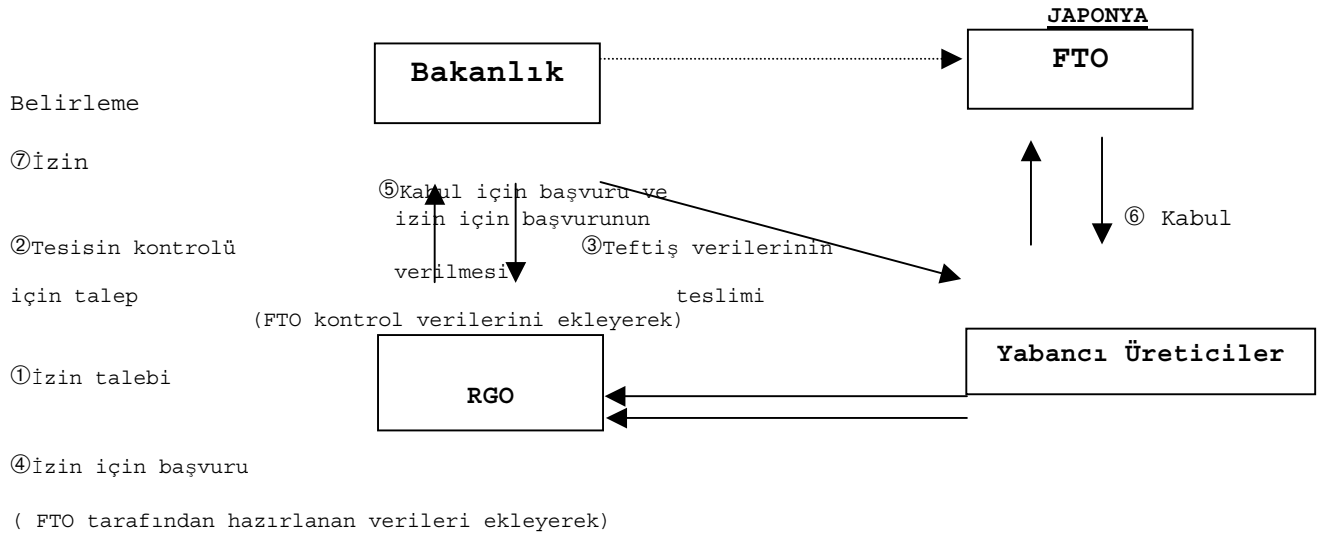 JAPONYA
Bakanlık
FTO
Belirleme
⑦İzin
⑤Kabul için başvuru ve
izin için başvurunun
⑥ Kabul
②Tesisin kontrolü
③Teftiş verilerinin
verilmesi
için talep
teslimi
(FTO kontrol verilerini ekleyerek)
Yabancı Üreticiler
①İzin talebi
RGO
④İzin için başvuru
( FTO tarafından hazırlanan verileri ekleyerek)